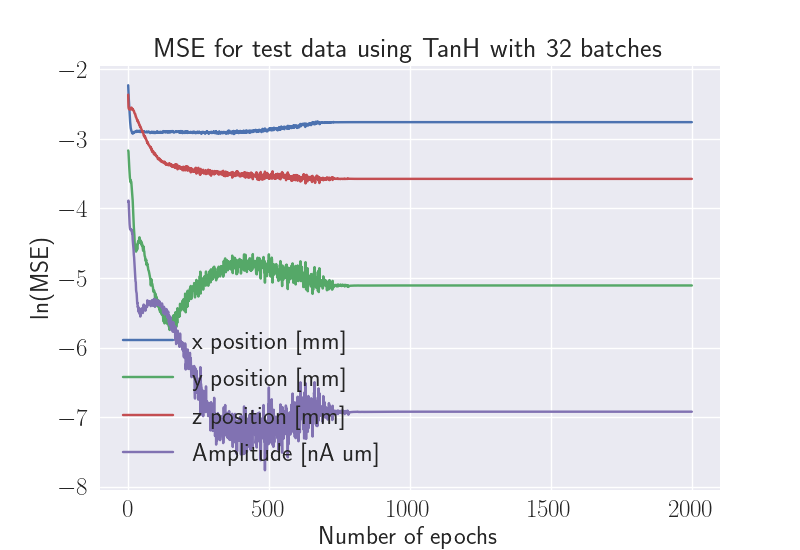 MSE for test data using TanH with 32 batches
−2
−3
−4
−5
−6
−7
−8
ln(MSE)
x position [mm]
y position [mm]
z position [mm]
Amplitude [nA um]
0 500 1000 1500 2000
Number of epochs